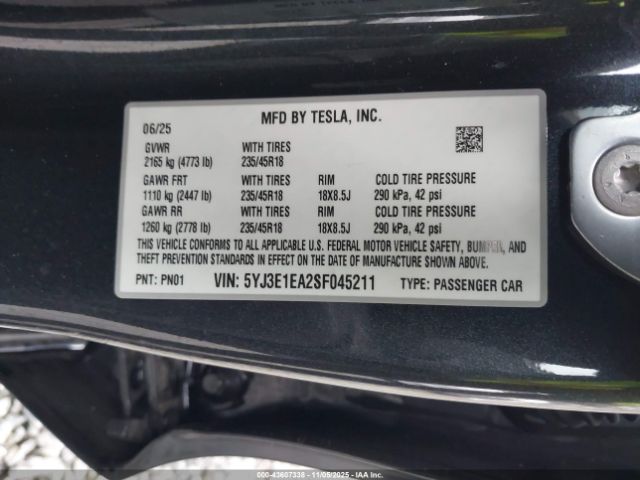 MFD BY TESLA, INC.
06/25
GVWR WITH TIRES
2165 kg (4773 lb) 235/45R18
GAWR FRT WITH TIRES RIM COLD TIRE PRESSURE
1110 kg (2447 lb) 235/45R18 18X8.5J 290 kPa, 42 psi
GAWR RR WITH TIRES RIM COLD TIRE PRESSURE
1260 kg (2778 lb) 235/45R18 18X8.5J 290 kPa, 42 psi
THIS VEHICLE CONFORMS TO ALL APPLICABLE U.S. FEDERAL MOTOR VEHICLE SAFETY, BUMPER, AND
THEFT PREVENTION STANDARDS IN EFFECT ON THE DATE OF MANUFACTURE SHOWN ABOVE.
PNT: PN01 VIN: 5YJ3E1EA2SF045211 TYPE: PASSENGER CAR
000-43607338 - 11/05/2025 - IAA Inc.